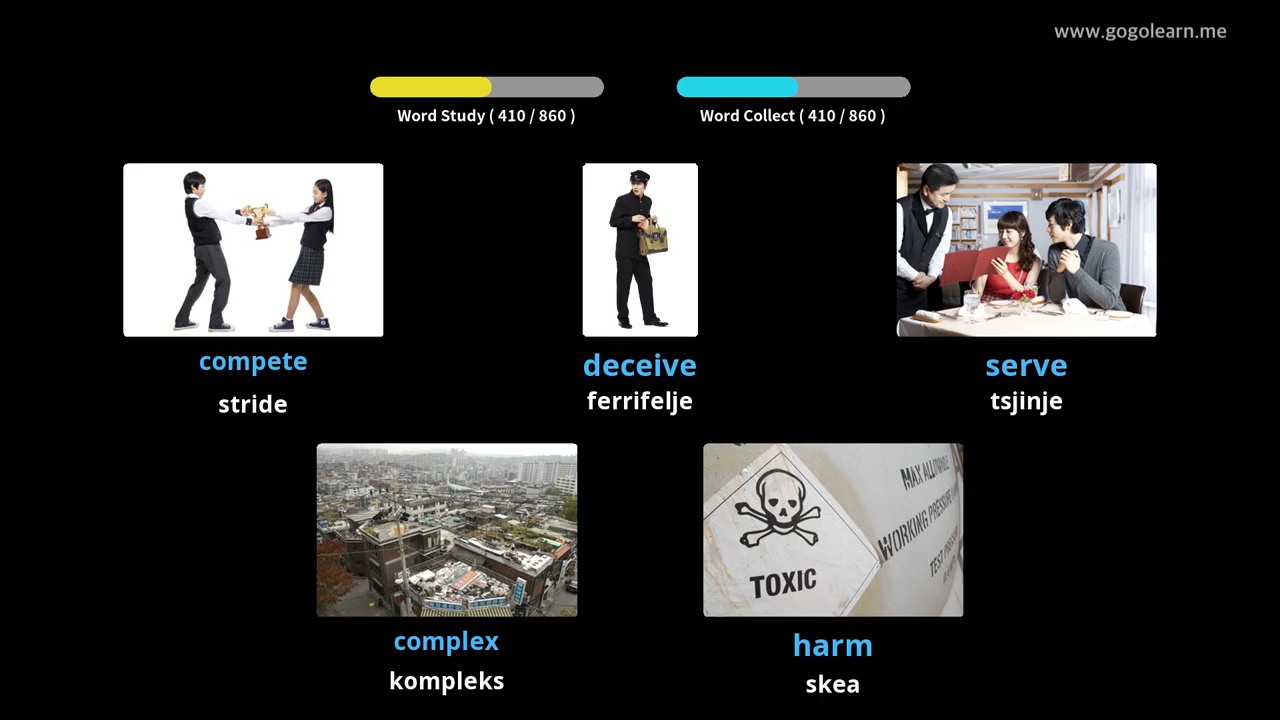 www.gogolearn.me
Word Study ( 410 / 860 )
Word Collect ( 410 / 860 )
compete
stride
deceive
ferrifelje
serve
tsjinje
TOXIC
MAX ALLOWABLE
WORKING PRESSURE
complex
kompleks
harm
skea